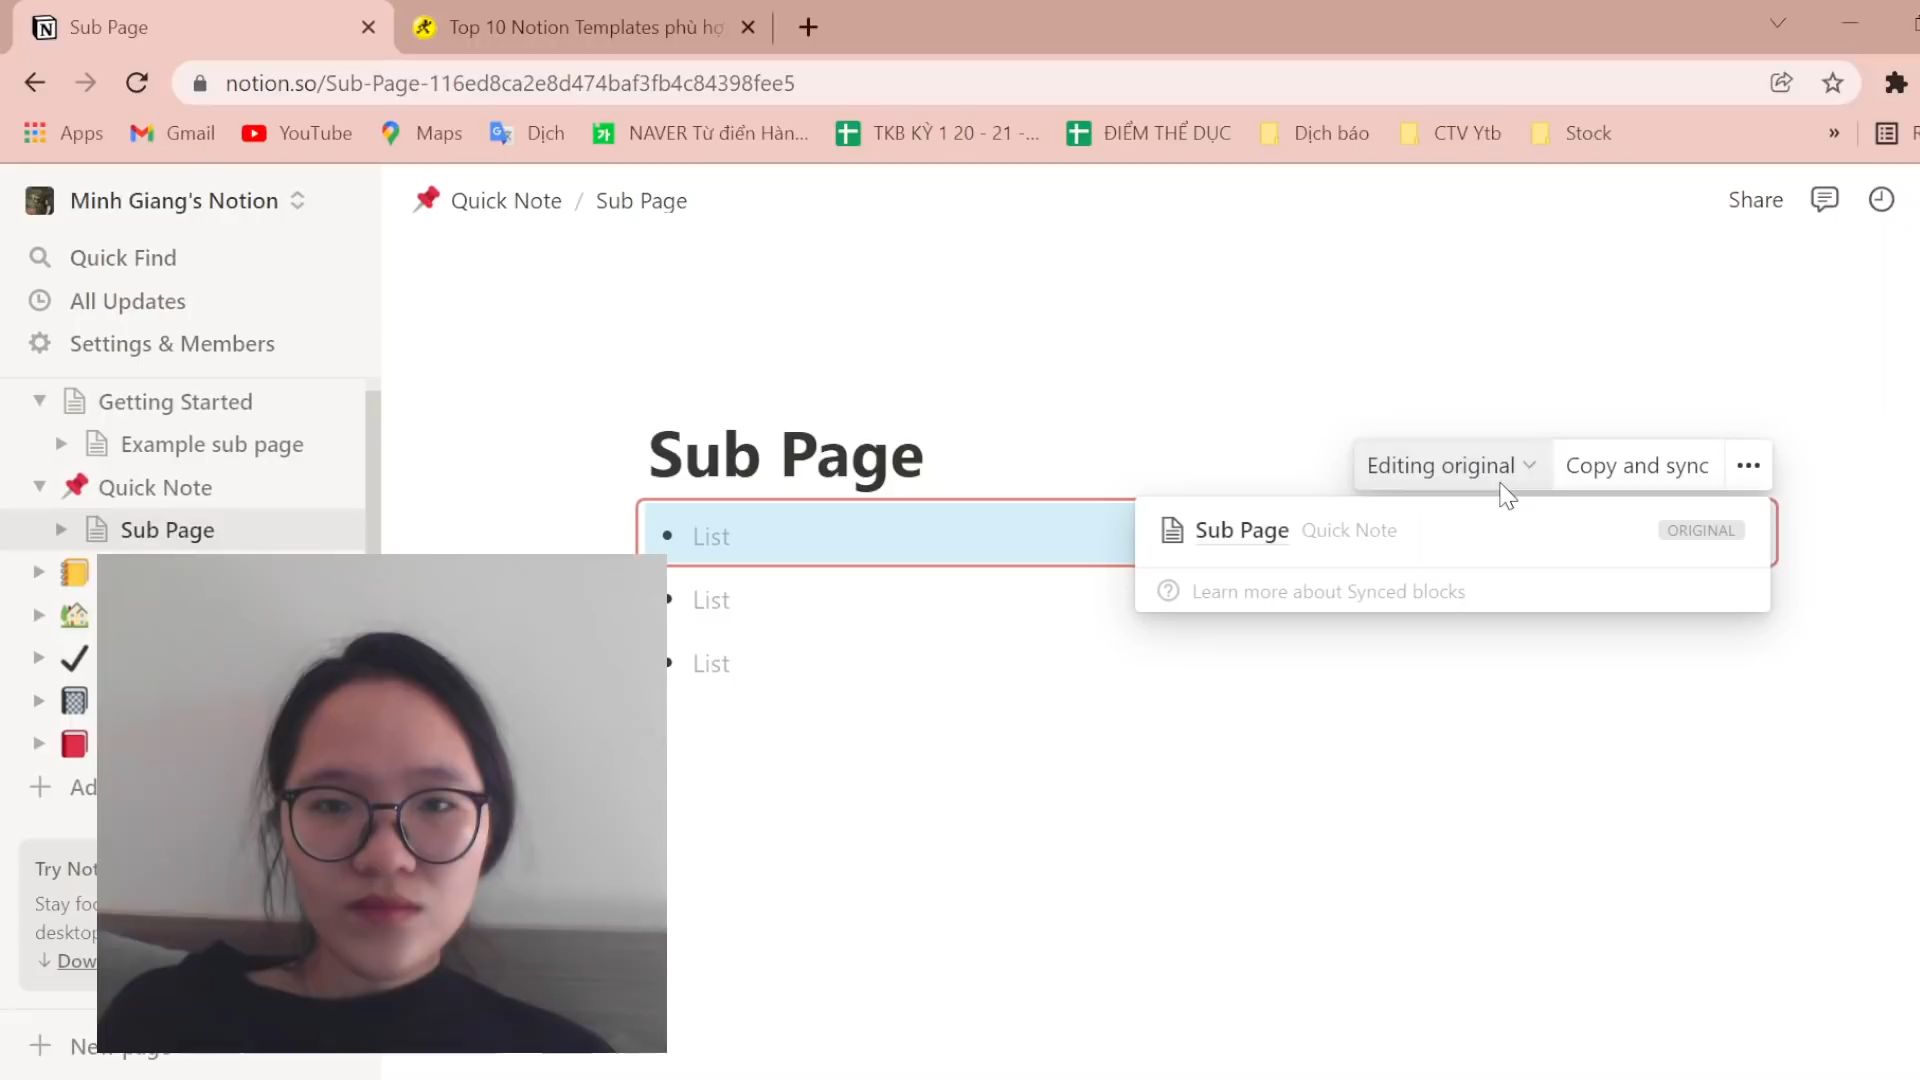 Sub Page
Top 10 Notion Templates phù hợ
notion.so/Sub-Page-116ed8ca2e8d474baf3fb4c84398fee5
Apps Gmail YouTube Maps Dịch NAVER Từ điển Hàn... TKB KỲ 1 20 - 21 -... ĐIỂM THỂ DỤC Dịch báo CTV Ytb Stock »
Minh Giang's Notion
Quick Note / Sub Page
Share
Quick Find
All Updates
Settings & Members
Getting Started
Example sub page
Quick Note
Sub Page
Sub Page
Editing original
Copy and sync
•••
• List
• List
• List
Sub Page Quick Note ORIGINAL
Learn more about Synced blocks
Try Not
Stay foc
desktop
↓ Dow